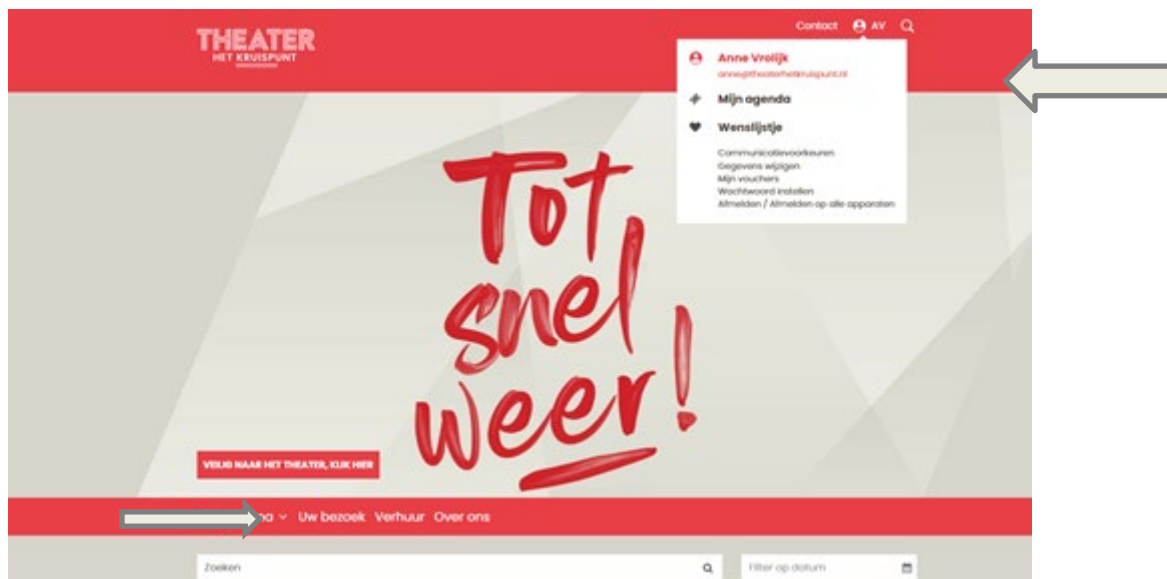 THEATER
HET KRUISPUNT
Contact AV
Anne Vrolijk
anne@theaterhetkruispunt.nl
Mijn agenda
Wenslijstje
Communicatievoorkeuren
Gegevens wijzigen
Mijn vouchers
Wachtwoord instellen
Afmelden / Afmelden op alle apparaten
Tot
snel
weer!
VEILIG NAAR HET THEATER, KIJK HIER
Uw bezoek Verhuur Over ons
Zoeken
Filter op datum